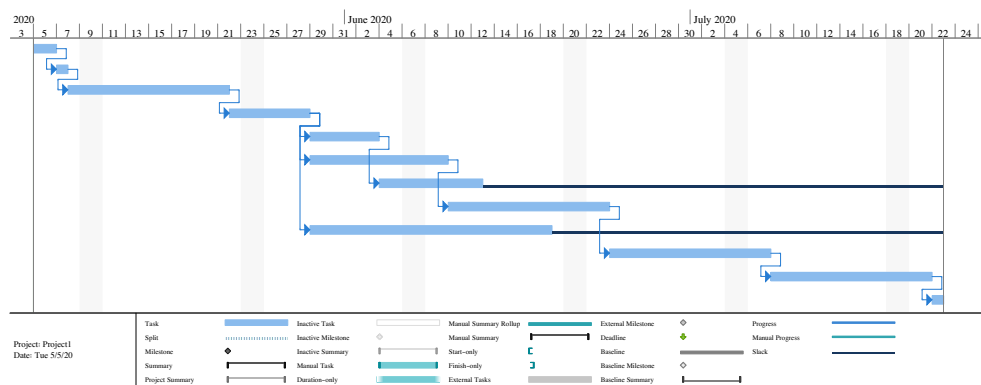 2020 June 2020 July 2020
3 5 7 9 11 13 15 17 19 21 23 25 27 29 31 2 4 6 8 10 12 14 16 18 20 22 24 26 28 30 2 4 6 8 10 12 14 16 18 20 22 24 26
Project: Project1
Date: Tue 5/5/20
Task Inactive Task Manual Summary Rollup External Milestone Progress
Split Inactive Milestone Manual Summary Deadline Manual Progress
Milestone Inactive Summary Start-only Baseline Slack
Summary Manual Task Finish-only Baseline Milestone
Project Summary Duration-only External Tasks Baseline Summary